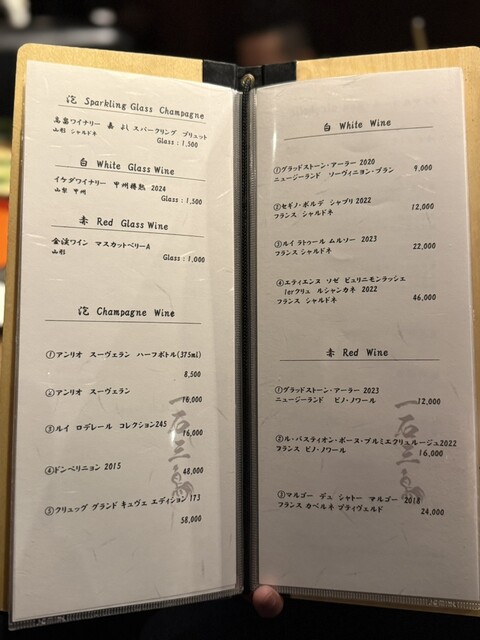 泡 Sparkling Glass Champagne
高畠ワイナリー 嘉 よし スパークリング ブリュット
山形 シャルドネ
Glass : 1,500
白 White Glass Wine
イケダワイナリー 甲州樽熟 2024
山梨 甲州
Glass : 1,500
赤 Red Glass Wine
金渓ワイン マスカットベリーA
山形
Glass : 1,000
泡 Champagne Wine
①アンリオ スーヴェラン ハーフボトル(375ml)
8,500
②アンリオ スーヴェラン
16,000
③ルイ ロデレール コレクション245
16,000
④ドンペリニヨン 2015
48,000
⑤クリュッグ グランド キュヴェ エディション 173
58,000
一石三鳥
白 White Wine
①グラッドストーン・アーラー 2020
ニュージーランド ソーヴィニヨン・ブラン 9,000
②セギノ・ボルデ シャブリ 2022
フランス シャルドネ 12,000
③ルイ ラトゥール ムルソー 2023
フランス シャルドネ 22,000
④エティエンヌ ソゼ ピュリニモンラッシェ
1erクリュ ルシャンカネ 2022
フランス シャルドネ 46,000
赤 Red Wine
①グラッドストーン・アーラー 2023
ニュージーランド ピノ・ノワール 12,000
②ル・バスティオン・ボーヌ・プルミエクリュルージュ2022
フランス ピノ・ノワール 16,000
③マルゴー デュ シャトー マルゴー 2018
フランス カベルネ プティヴェルド 24,000
一石三鳥